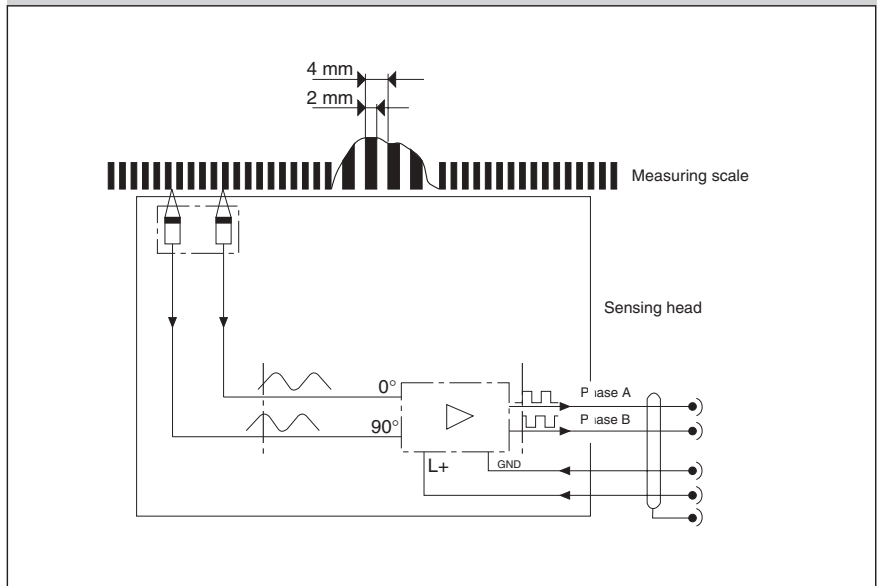 4 mm
2 mm
Measuring scale
Sensing head
0°
Phase A
90°
Phase B
L+
GND